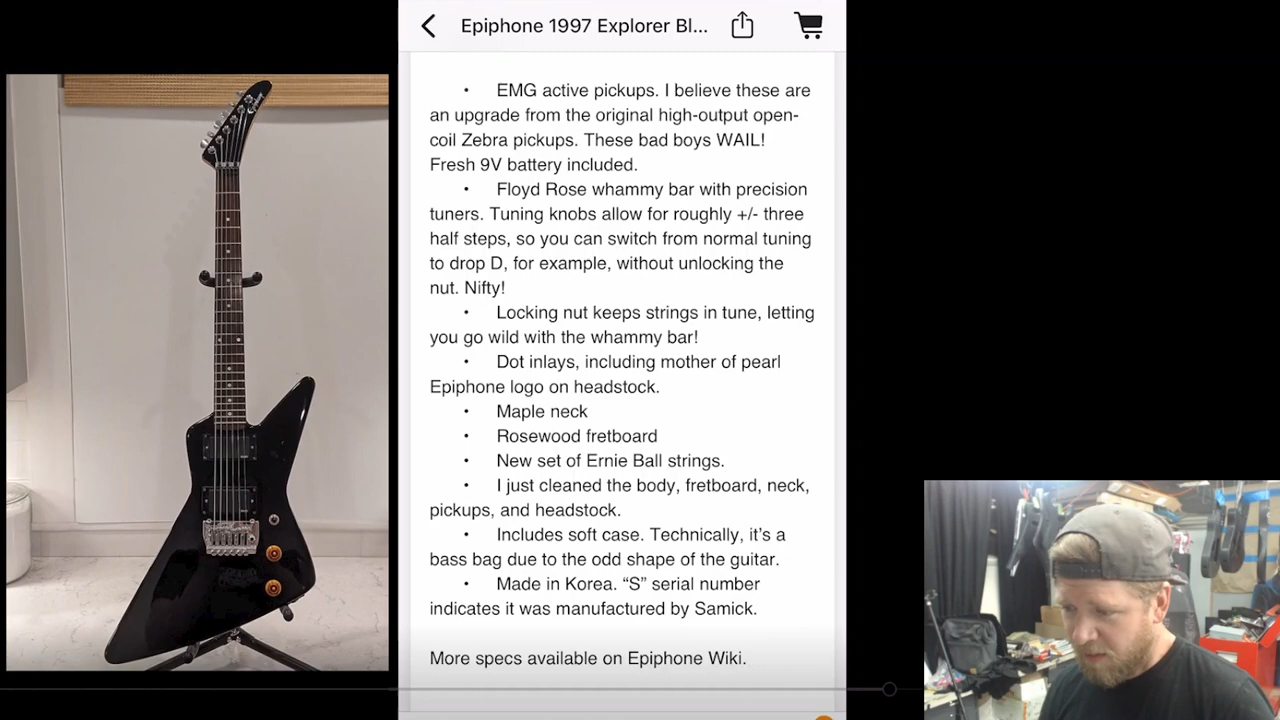 Epiphone 1997 Explorer Bl...
• EMG active pickups. I believe these are
an upgrade from the original high-output open-
coil Zebra pickups. These bad boys WAIL!
Fresh 9V battery included.
• Floyd Rose whammy bar with precision
tuners. Tuning knobs allow for roughly +/- three
half steps, so you can switch from normal tuning
to drop D, for example, without unlocking the
nut. Nifty!
• Locking nut keeps strings in tune, letting
you go wild with the whammy bar!
• Dot inlays, including mother of pearl
Epiphone logo on headstock.
• Maple neck
• Rosewood fretboard
• New set of Ernie Ball strings.
• I just cleaned the body, fretboard, neck,
pickups, and headstock.
• Includes soft case. Technically, it’s a
bass bag due to the odd shape of the guitar.
• Made in Korea. “S” serial number
indicates it was manufactured by Samick.
More specs available on Epiphone Wiki.